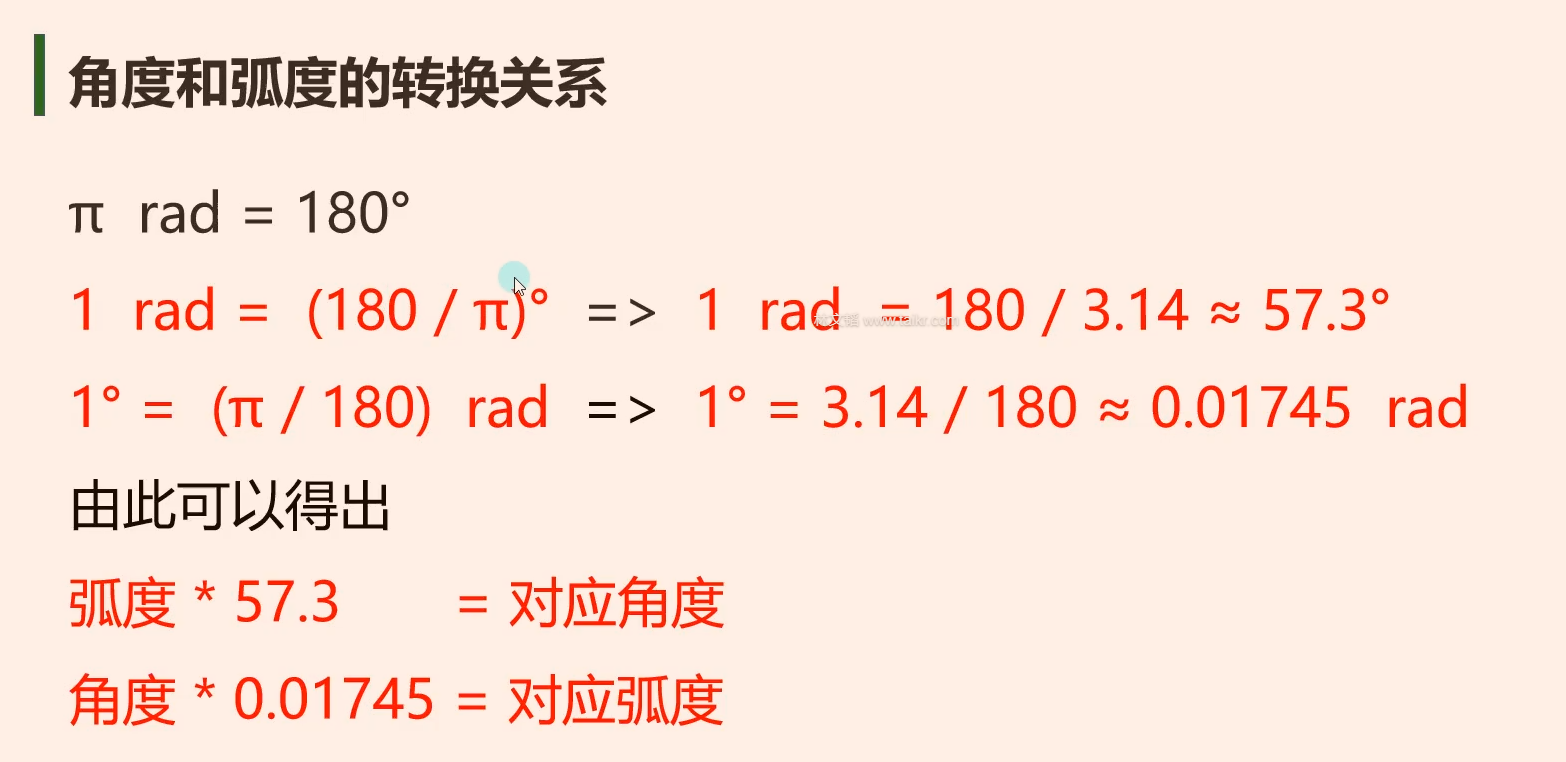 角度和弧度的转换关系
π rad = 180°
1 rad = (180 / π)° => 1 rad = 180 / 3.14 ≈ 57.3°
1° = (π / 180) rad => 1° = 3.14 / 180 ≈ 0.01745 rad
由此可以得出
弧度 * 57.3 = 对应角度
角度 * 0.01745 = 对应弧度